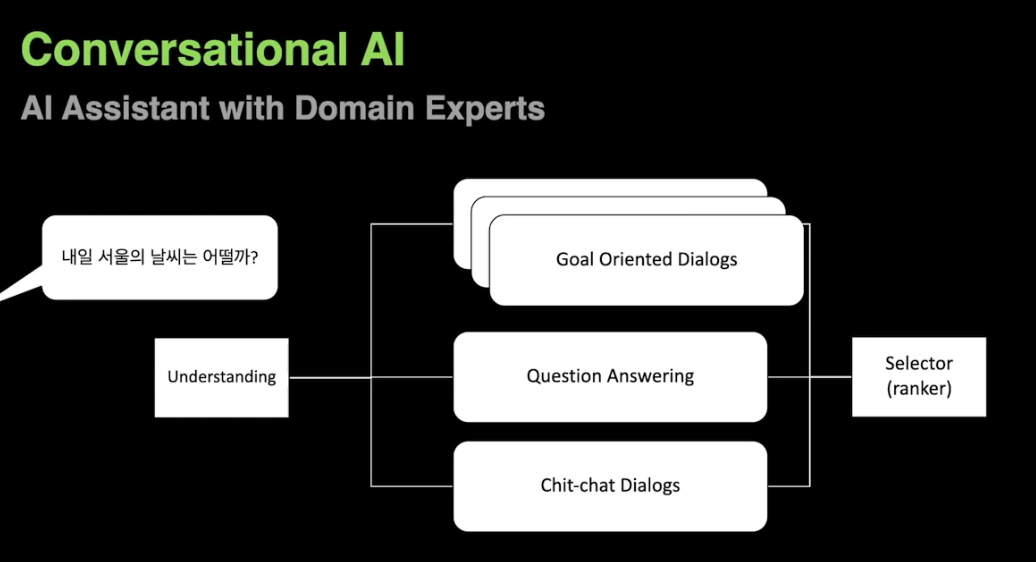 Conversational AI
AI Assistant with Domain Experts
내일 서울의 날씨는 어떨까?
Understanding
Goal Oriented Dialogs
Question Answering
Chit-chat Dialogs
Selector
(ranker)